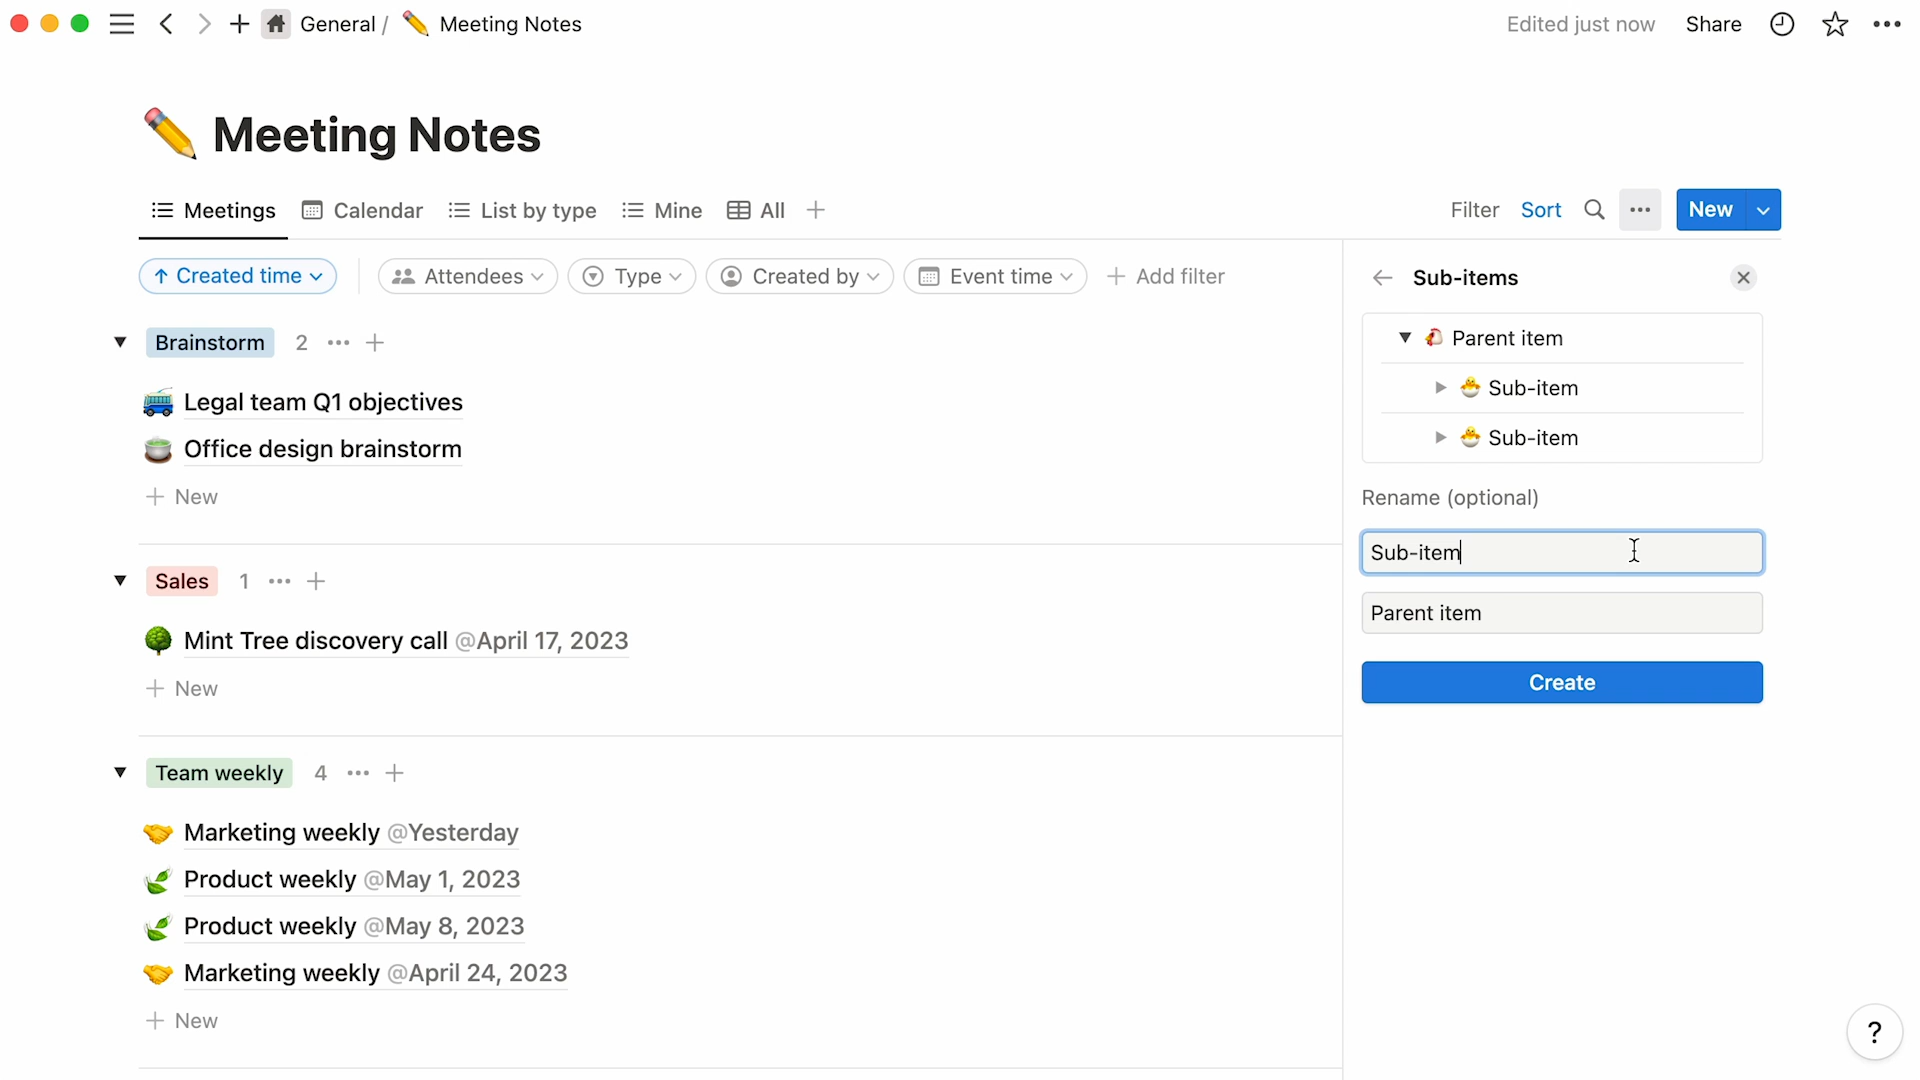 General / Meeting Notes
Edited just now Share
Meeting Notes
Meetings Calendar List by type Mine All
Filter Sort New
Created time Attendees Type Created by Event time Add filter
Brainstorm 2
Legal team Q1 objectives
Office design brainstorm
New
Sales 1
Mint Tree discovery call @April 17, 2023
New
Team weekly 4
Marketing weekly @Yesterday
Product weekly @May 1, 2023
Product weekly @May 8, 2023
Marketing weekly @April 24, 2023
New
Sub-items
Parent item
Sub-item
Sub-item
Rename (optional)
Sub-item
Parent item
Create
?